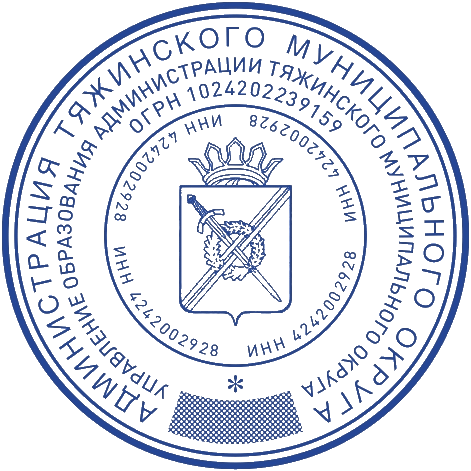 АДМИНИСТРАЦИЯ ТЯЖИНСКОГО МУНИЦИПАЛЬНОГО ОКРУГА
УПРАВЛЕНИЕ ОБРАЗОВАНИЯ АДМИНИСТРАЦИИ ТЯЖИНСКОГО МУНИЦИПАЛЬНОГО ОКРУГА
ОГРН 1024202239159
ИНН 4242002928 ИНН 4242002928 ИНН 4242002928 ИНН 4242002928
*